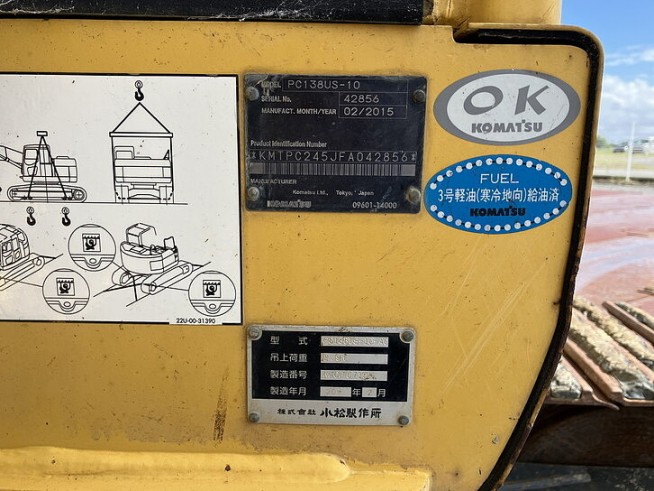 MODEL PC138US-10
SERIAL No. 42856
MANUFACT. MONTH/YEAR 02/2015
Product Identification Number
*KMTPC245JFA042856*
MANUFACTURER
Komatsu Ltd., Tokyo, Japan
KOMATSU 09601-14000
OK
KOMATSU
FUEL
3号軽油(寒冷地向)給油済
KOMATSU
22U-00-31390
型式
吊上荷重
製造番号
製造年月 年 月
株式会社 小松製作所